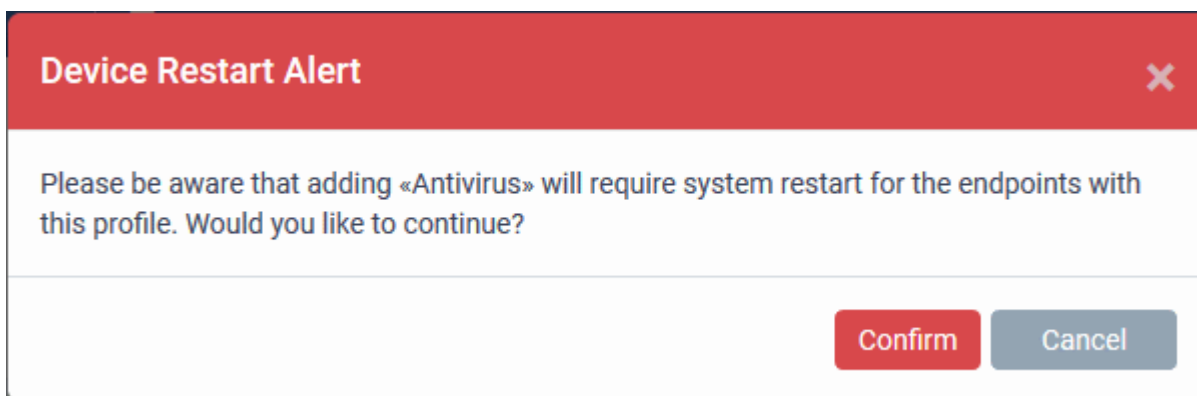 Device Restart Alert
Please be aware that adding «Antivirus» will require system restart for the endpoints with
this profile. Would you like to continue?
Confirm
Cancel